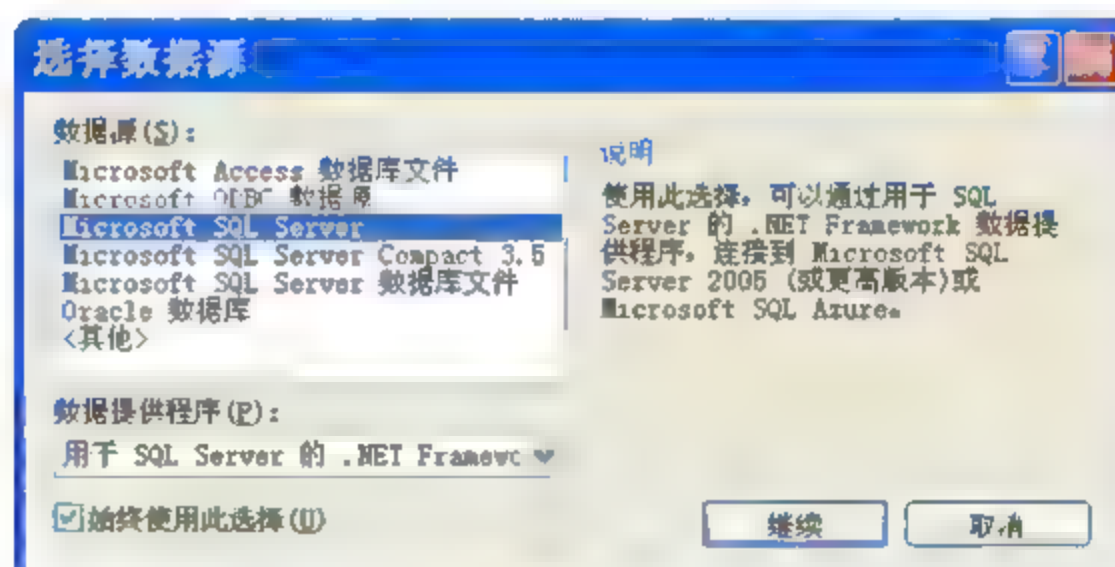 选择数据源
数据源(S):
Microsoft Access 数据库文件
Microsoft ODBC 数据源
Microsoft SQL Server
Microsoft SQL Server Compact 3.5
Microsoft SQL Server 数据库文件
Oracle 数据库
<其他>
说明
使用此选择，可以通过用于 SQL
Server 的 .NET Framework 数据提
供程序，连接到 Microsoft SQL
Server 2005 (或更高版本)或
Microsoft SQL Azure。
数据提供程序(P):
用于 SQL Server 的 .NET Framewc
始终使用此选择(U)
继续
取消